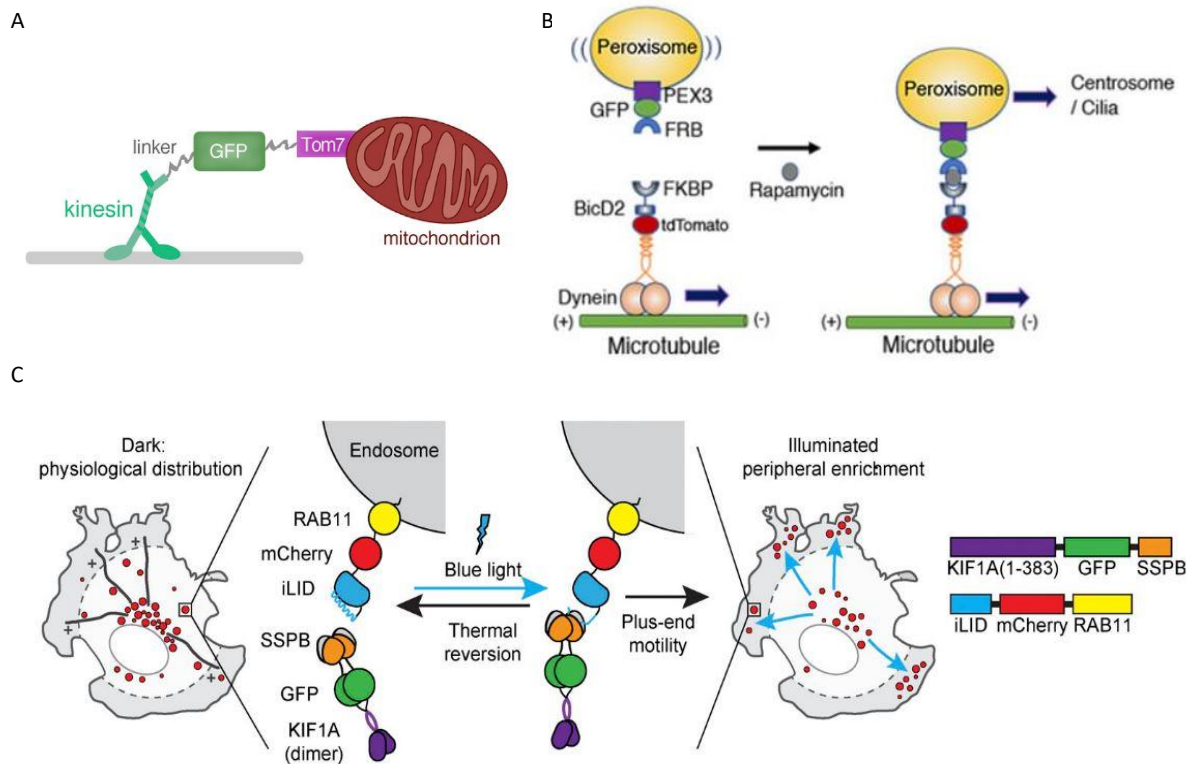 A
linker
GFP
Tom7
kinesin
mitochondrion
B
Peroxisome
PEX3
GFP
FRB
Rapamycin
FKBP
BicD2
tdTomato
Dynein
(+)
(-)
Microtubule
Peroxisome
Centrosome
/ Cilia
(+)
(-)
Microtubule
C
Dark:
physiological distribution
+
+
+
+
Endosome
RAB11
mCherry
iLID
SSPB
GFP
KIF1A
(dimer)
Blue light
Thermal
reversion
Plus-end
motility
Illuminated
peripheral enrichment
KIF1A(1-383) GFP SSPB
iLID mCherry RAB11